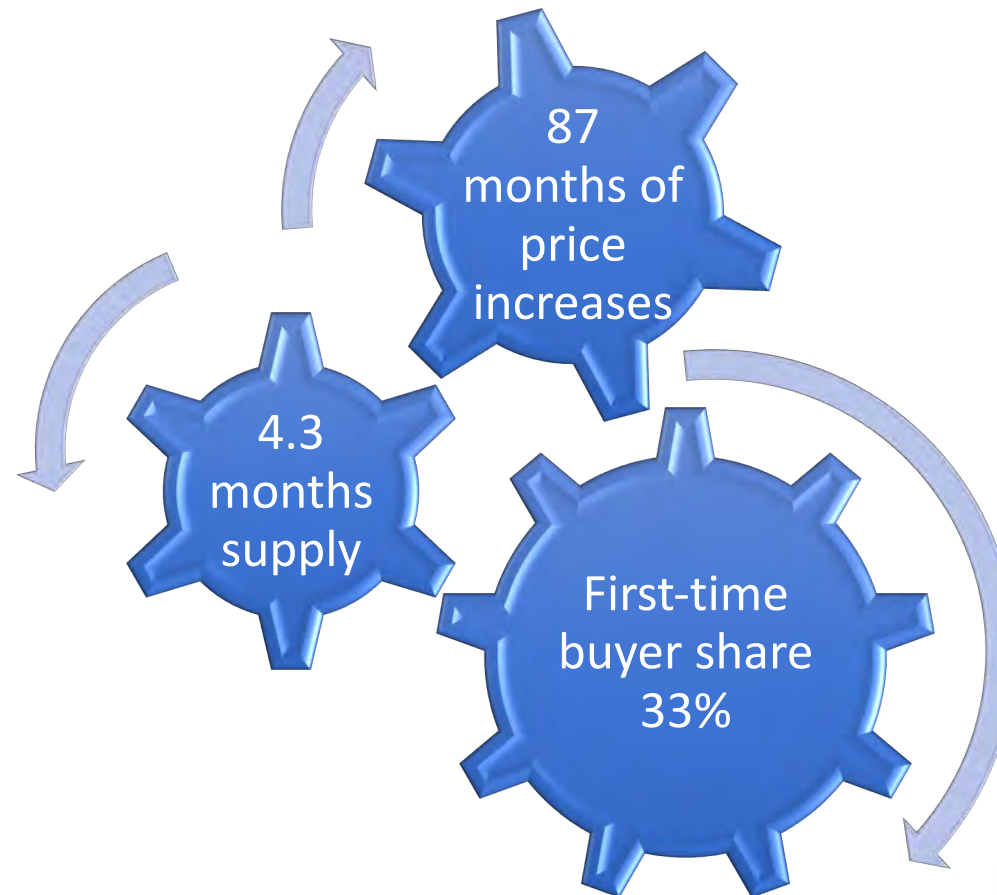 87
months of
price
increases
4.3
months
supply
First-time
buyer share
33%